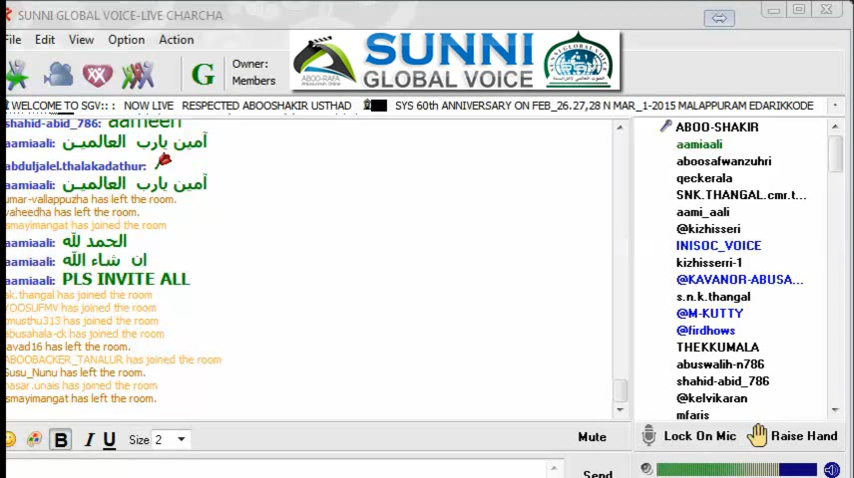 SUNNI GLOBAL VOICE-LIVE CHARCHA
File Edit View Option Action
ABOO-RAFA
SUNNI
GLOBAL VOICE
SUNNI GLOBAL VOICE
G
Owner:
Members
WELCOME TO SGV::: NOW LIVE RESPECTED ABOOSHAKIR USTHAD SYS 60th ANNIVERSARY ON FEB_26.27,28 N MAR_1-2015 MALAPPURAM EDARIKKODE
shahid-abid_786: aameen
aamiaali: آمين يارب العالميـن
abduljalel.thalakadathur:
aamiaali: آمين يارب العالميـن
umar-vallappuzha has left the room.
waheedha has left the room.
smayimangat has joined the room
aamiaali: الحمد لله
aamiaali: ان شاء الله
aamiaali: PLS INVITE ALL
k.thangal has joined the room
YOOSUFMV has joined the room
musthu313 has joined the room
abusahala-ck has joined the room
javad16 has left the room.
ABOOBACKER_TANALUR has joined the room
Susu_Nunu has left the room.
nasar.unais has joined the room
smayimangat has left the room.
ABOO-SHAKIR
aamiaali
aboosafwanzuhri
qeckerala
SNK.THANGAL.cmr.t...
aami_aali
@kizhisseri
INISOC_VOICE
kizhisserri-1
@KAVANOR-ABUSA...
s.n.k.thangal
@M-KUTTY
@firdhows
THEKKUMALA
abuswalih-n786
shahid-abid_786
@kelvikaran
mfaris
B I U Size 2
Mute
Lock On Mic Raise Hand
Send